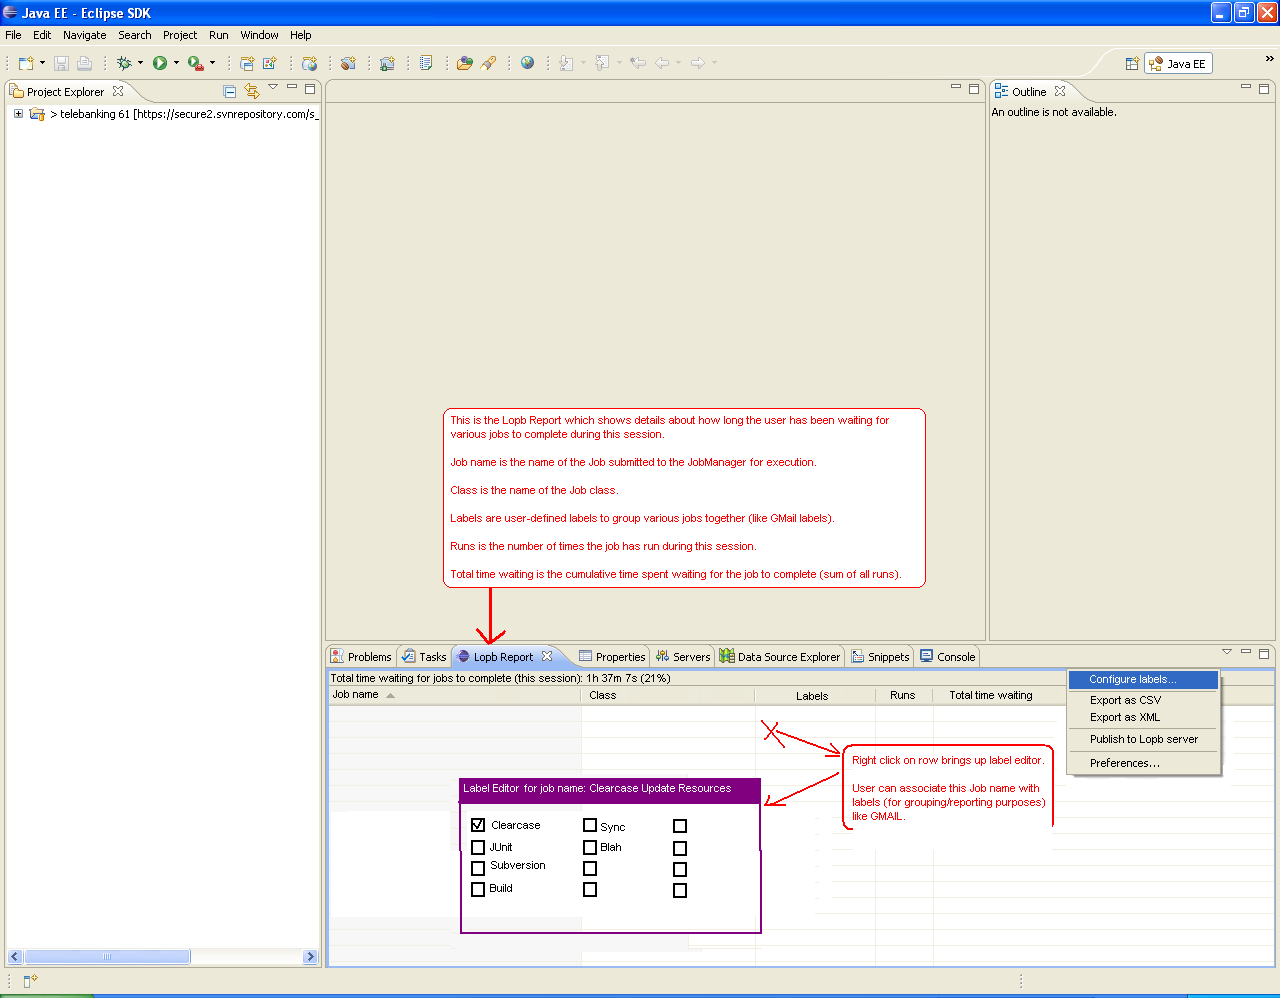 Java EE - Eclipse SDK
File Edit Navigate Search Project Run Window Help
Java EE
Project Explorer
> telebanking 61 [https://secure2.svnrepository.com/s_
Outline
An outline is not available.
This is the Lopb Report which shows details about how long the user has been waiting for
various jobs to complete during this session.
Job name is the name of the Job submitted to the JobManager for execution.
Class is the name of the Job class.
Labels are user-defined labels to group various jobs together (like GMail labels).
Runs is the number of times the job has run during this session.
Total time waiting is the cumulative time spent waiting for the job to complete (sum of all runs).
Problems Tasks Lopb Report Properties Servers Data Source Explorer Snippets Console
Total time waiting for jobs to complete (this session): 1h 37m 7s (21%)
Job name Class Labels Runs Total time waiting
Configure labels...
Export as CSV
Export as XML
Publish to Lopb server
Preferences...
Right click on row brings up label editor.
User can associate this Job name with
labels (for grouping/reporting purposes)
like GMAIL.
Label Editor for job name: Clearcase Update Resources
Clearcase Sync
JUnit Blah
Subversion
Build